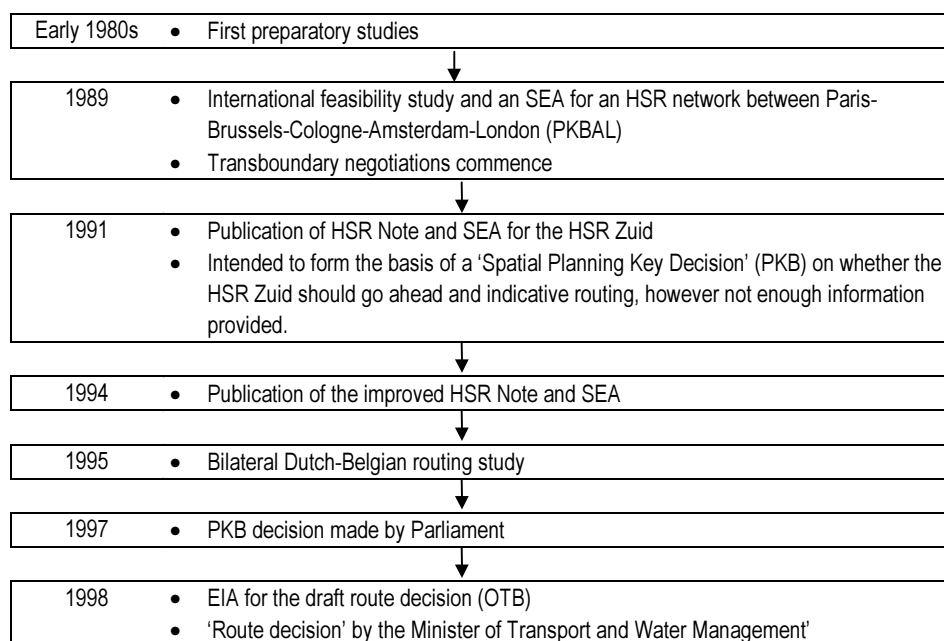 Early 1980s • First preparatory studies
1989 • International feasibility study and an SEA for an HSR network between Paris-
Brussels-Cologne-Amsterdam-London (PKBAL)
• Transboundary negotiations commence
1991 • Publication of HSR Note and SEA for the HSR Zuid
• Intended to form the basis of a ‘Spatial Planning Key Decision’ (PKB) on whether the
HSR Zuid should go ahead and indicative routing, however not enough information
provided.
1994 • Publication of the improved HSR Note and SEA
1995 • Bilateral Dutch-Belgian routing study
1997 • PKB decision made by Parliament
1998 • EIA for the draft route decision (OTB)
• ‘Route decision’ by the Minister of Transport and Water Management’